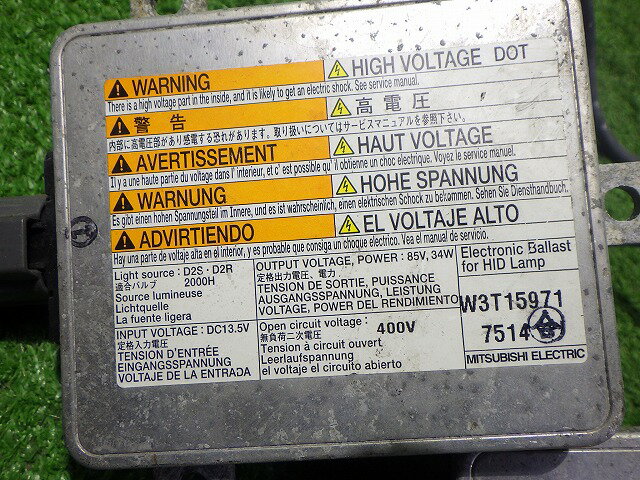 WARNING
HIGH VOLTAGE DOT
There is a high voltage part in the inside, and it is likely to get an electric shock. See service manual.
警告
高電圧
内部に高電圧部があり感電する恐れがあります。取り扱いについてはサービスマニュアルを参照下さい。
AVERTISSEMENT
HAUT VOLTAGE
Il y a une haute partie du voltage dans l' interieur, et c' est possible qu' il obtienne un choc electrique. Voyez le service manuel.
WARNUNG
HOHE SPANNUNG
Es gibt einen hohen Spannungsteil im Innere, und es ist wahrscheinlich, einen elektrischen Schock zu bekommen. Sehen Sie Diensthandbuch.
ADVIRTIENDO
EL VOLTAJE ALTO
Hay una parte de voltaje alta en el interior, y es probable que consiga un choque electrico. Vea el manual de servicio.
Light source : D2S・D2R
適合バルブ 2000H
Source lumineuse
Lichtquelle
La fuente ligera
OUTPUT VOLTAGE, POWER : 85V, 34W
定格出力電圧、電力
TENSION DE SORTIE, PUISSANCE
AUSGANGSSPANNUNG, LEISTUNG
VOLTAGE, POWER DEL RENDIMIENTO
Electronic Ballast
for HID Lamp
W3T15971
7514
MITSUBISHI ELECTRIC
INPUT VOLTAGE : DC13.5V
定格入力電圧
TENSION D'ENTRÉE
EINGANGSSPANNUNG
VOLTAJE DE LA ENTRADA
Open circuit voltage :
無負荷二次電圧 400V
Tension à circuit ouvert
Leerlaufspannung
el voltaje el circuito abierto